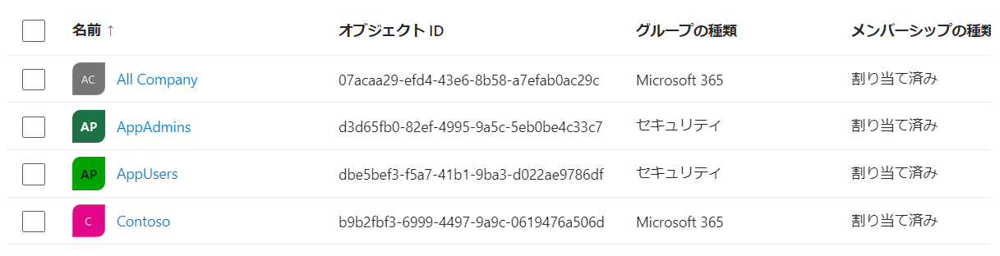 名前 ↑ オブジェクト ID グループの種類 メンバーシップの種類
AC All Company 07acaa29-efd4-43e6-8b58-a7efab0ac29c Microsoft 365 割り当て済み
AP AppAdmins d3d65fb0-82ef-4995-9a5c-5eb0be4c33c7 セキュリティ 割り当て済み
AP AppUsers dbe5bef3-f5a7-41b1-9ba3-d022ae9786df セキュリティ 割り当て済み
C Contoso b9b2fbf3-6999-4497-9a9c-0619476a506d Microsoft 365 割り当て済み